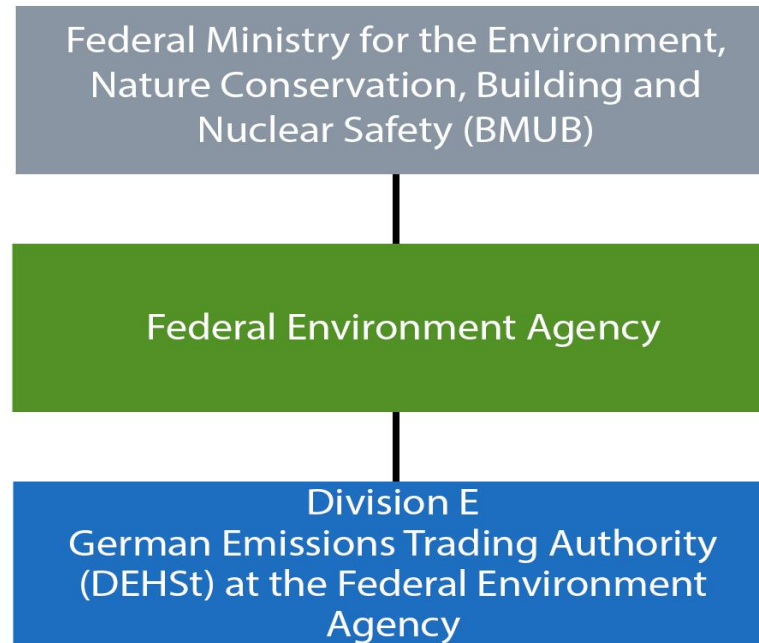 Federal Ministry for the Environment,
Nature Conservation, Building and
Nuclear Safety (BMUB)
Federal Environment Agency
Division E
German Emissions Trading Authority
(DEHSt) at the Federal Environment
Agency